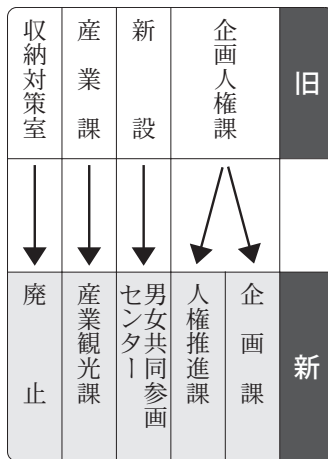 旧
企画人権課
新設
産業課
収納対策室
新
企画課
人権推進課
男女共同参画
センター
産業観光課
廃止